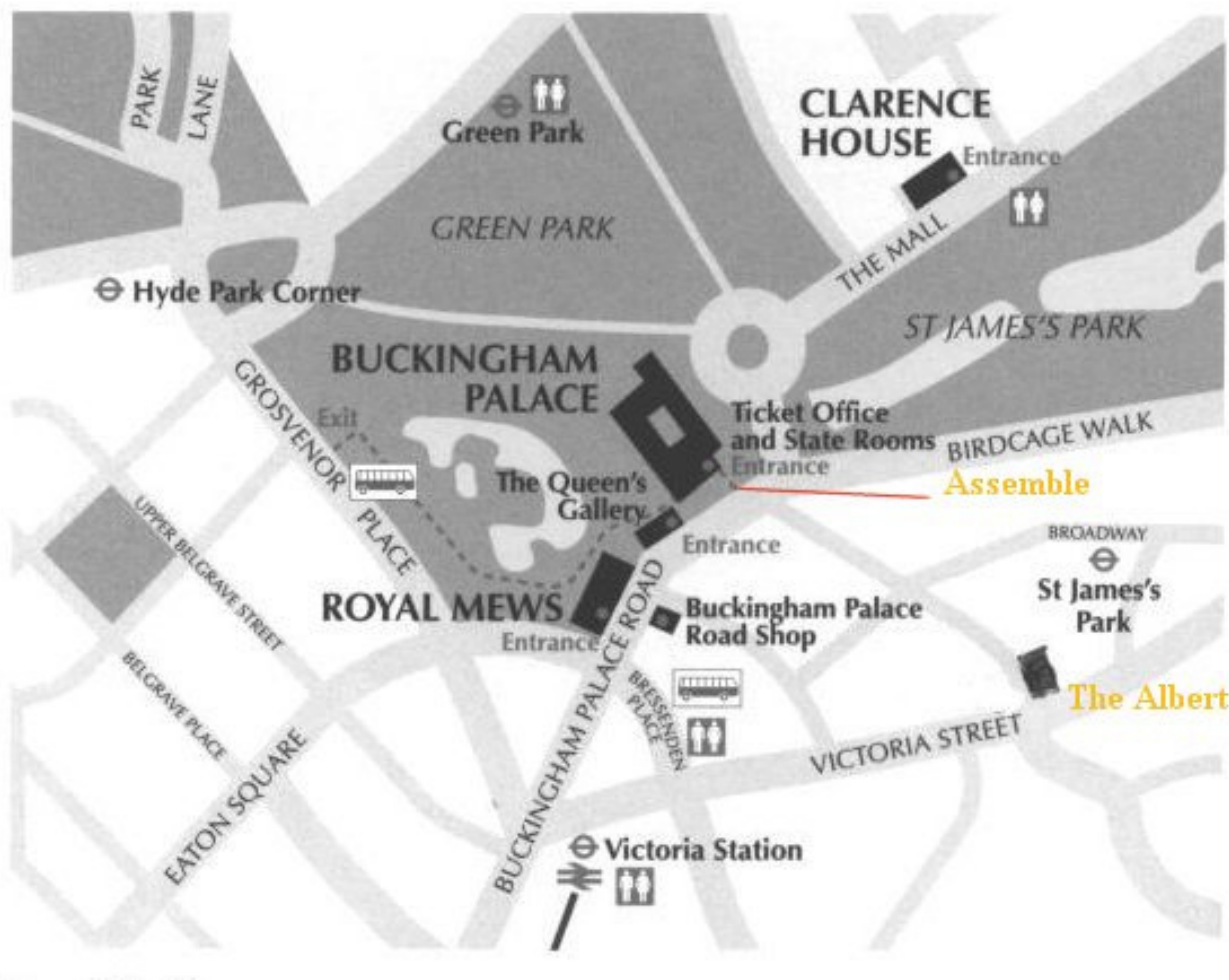 PARK
LANE
Green Park
CLARENCE
HOUSE
Entrance
GREEN PARK
THE MALL
Hyde Park Corner
ST JAMES'S PARK
BUCKINGHAM
PALACE
GROSVENOR
PLACE
Exit
Ticket Office
and State Rooms
Entrance
BIRDCAGE WALK
Assemble
The Queen's
Gallery
Entrance
UPPER BELGRAVE STREET
BROADWAY
St James's
Park
ROYAL MEWS
Entrance
BUCKINGHAM PALACE ROAD
Buckingham Palace
Road Shop
BELGRAVE PLACE
BRESSENDEN
PLACE
The Albert
VICTORIA STREET
EATON SQUARE
Victoria Station